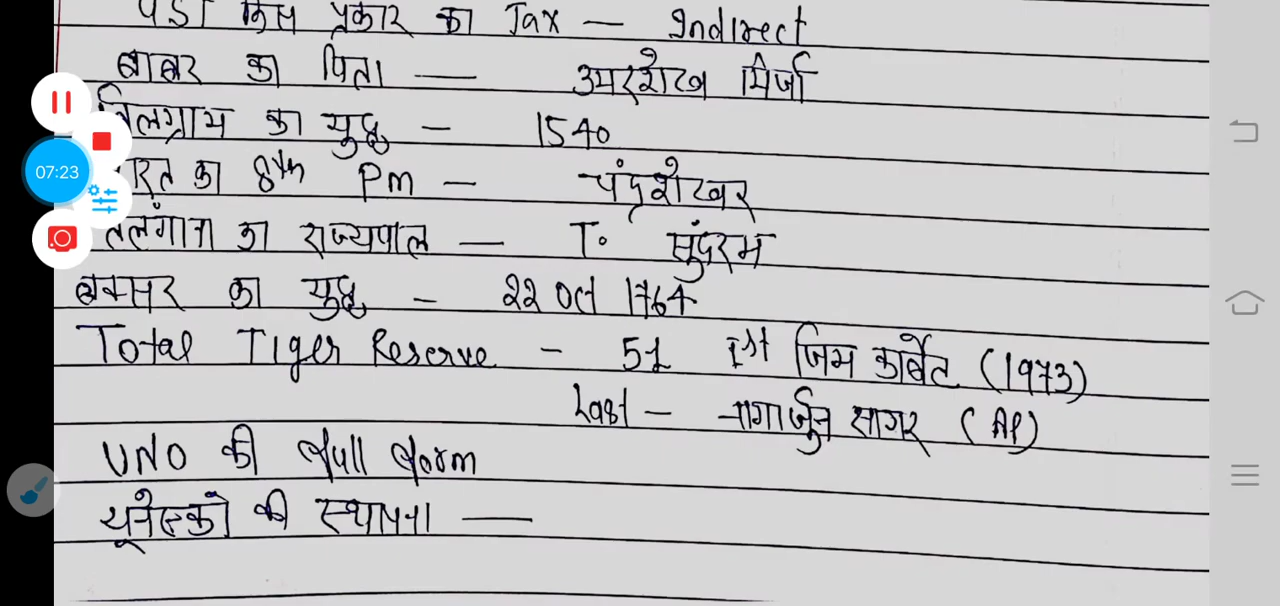 GST किस प्रकार का Tax — Indirect
बाबर का पिता — उमरशेख मिर्जा
बिलग्राम का युद्ध - 1540
07:23
भारत का 8th Pm — चंद्रशेखर
तेलंगाना का राज्यपाल — T. सुंदरम
बक्सर का युद्ध - 22 Oct 1764
Total Tiger Reserve - 51 Ist जिम कार्बेट (1973)
Last - नागार्जुन सागर (AP)
UNO की full form
यूनेस्को की स्थापना —